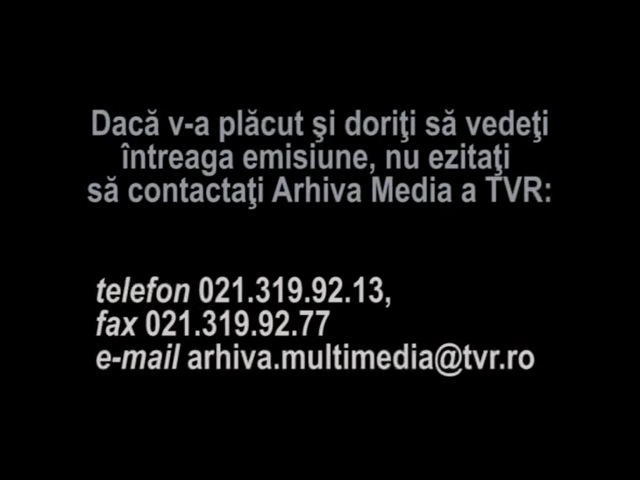 Dacă v-a plăcut şi doriţi să vedeţi
întreaga emisiune, nu ezitaţi
să contactaţi Arhiva Media a TVR:
telefon 021.319.92.13,
fax 021.319.92.77
e-mail arhiva.multimedia@tvr.ro